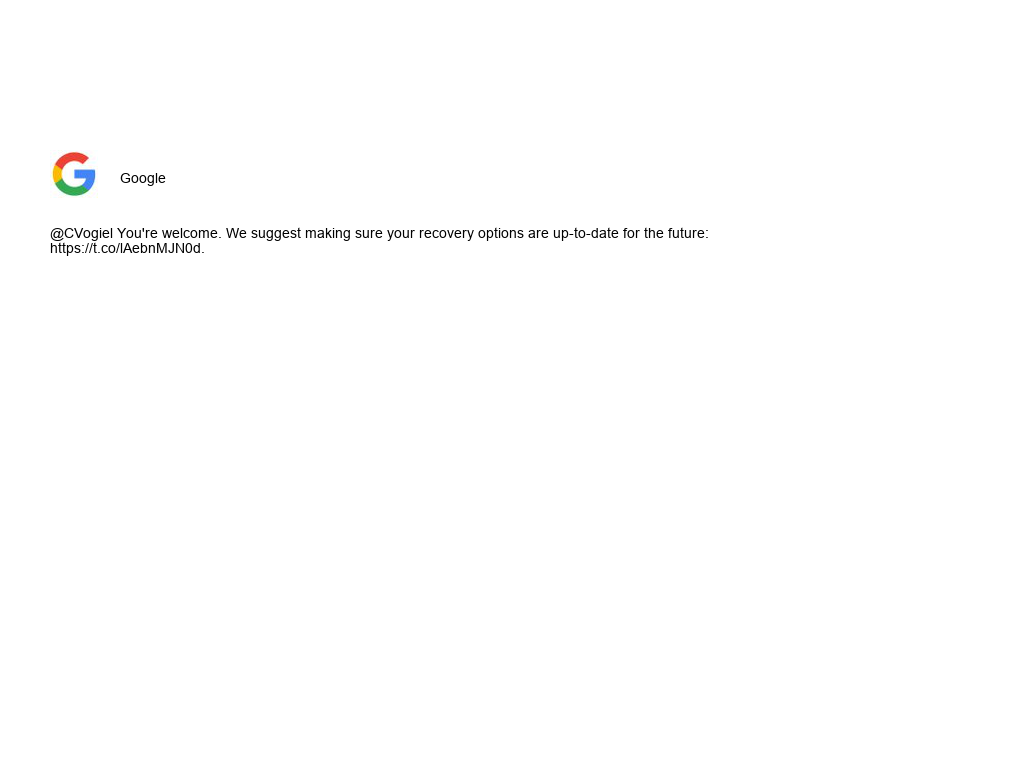 Google
@CVogiel You're welcome. We suggest making sure your recovery options are up-to-date for the future:
https://t.co/lAebnMJN0d.